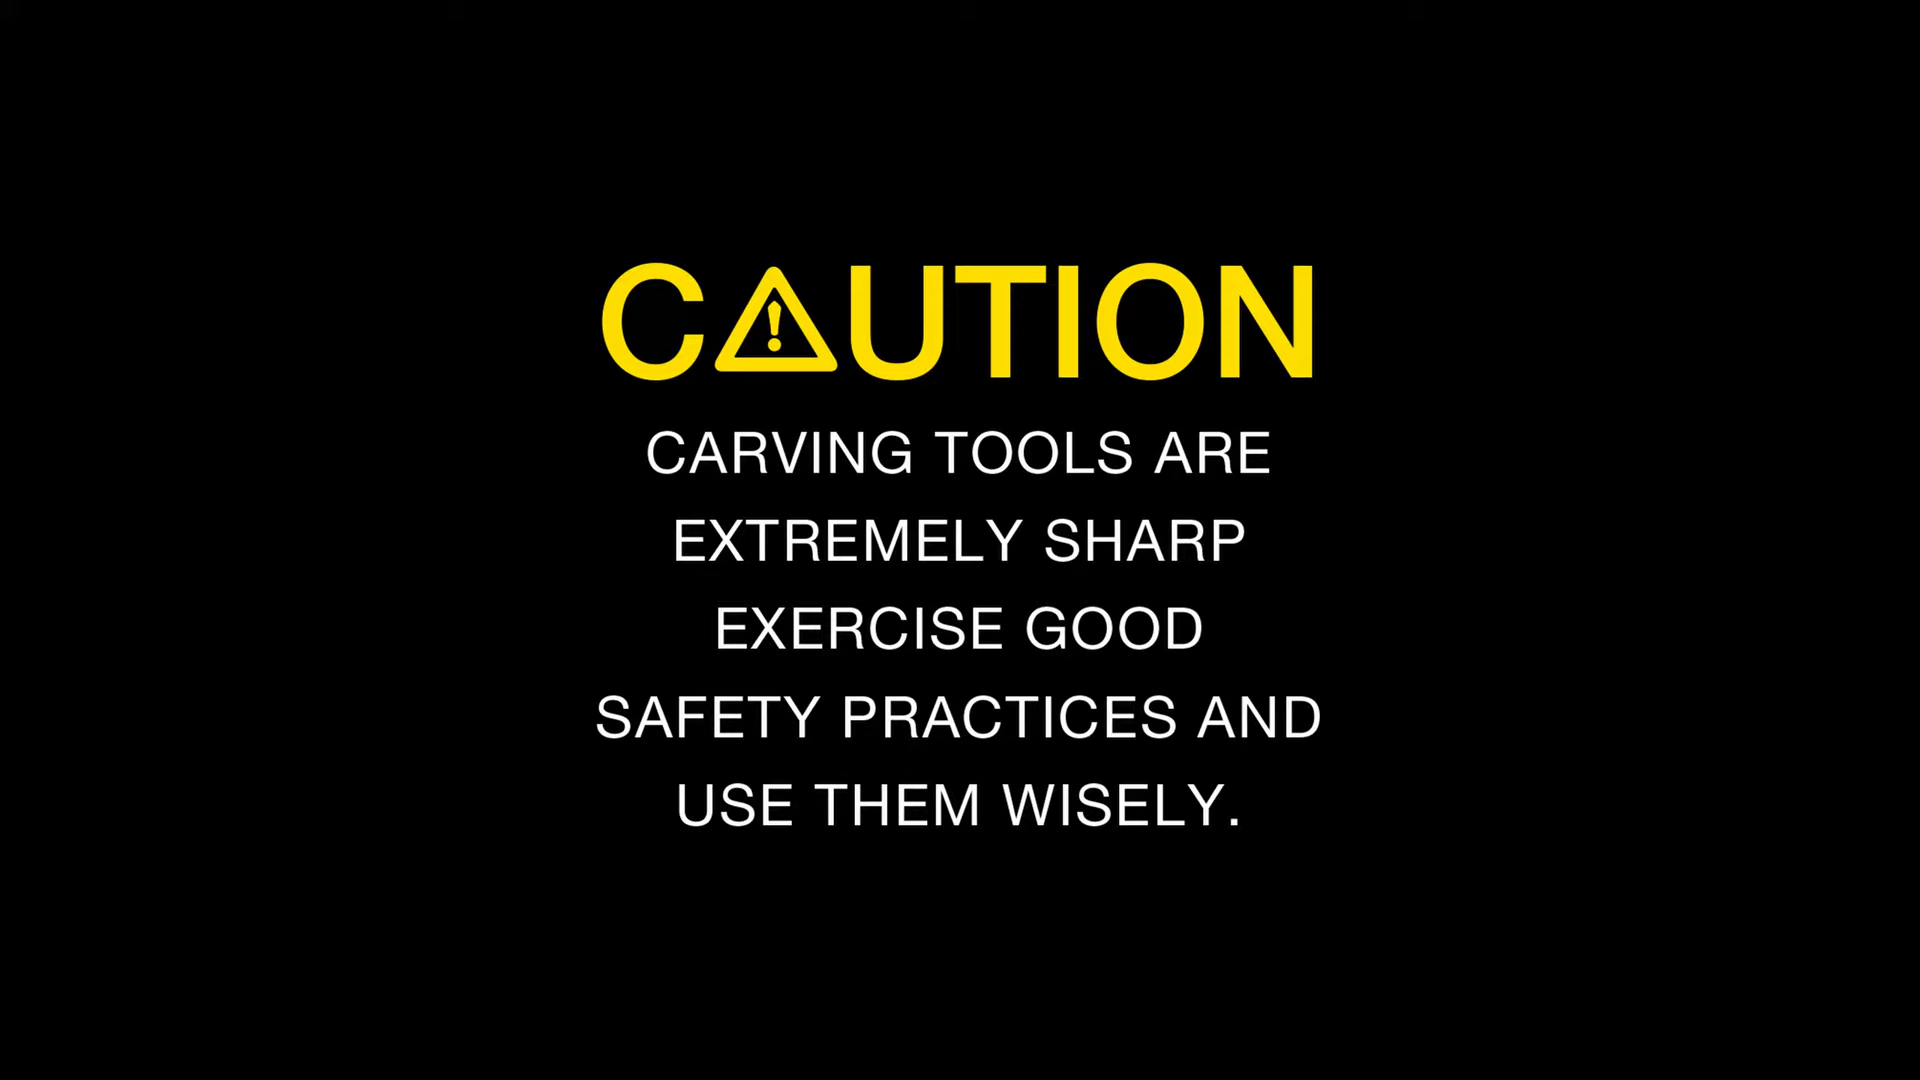 CAUTION
CARVING TOOLS ARE
EXTREMELY SHARP
EXERCISE GOOD
SAFETY PRACTICES AND
USE THEM WISELY.